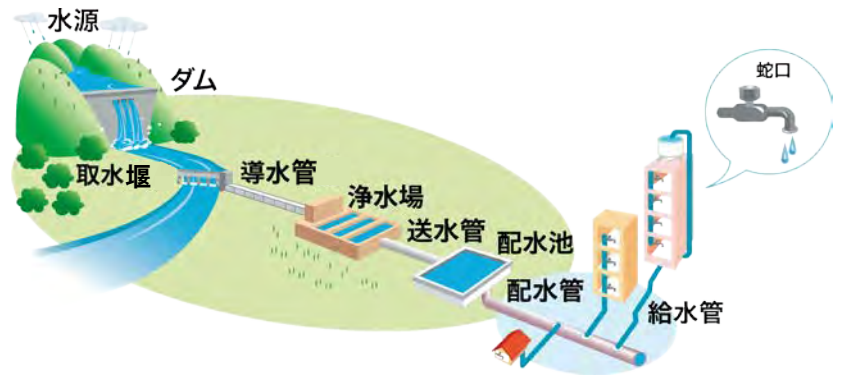 水源
ダム
取水堰
導水管
浄水場
送水管
配水池
配水管
給水管
蛇口